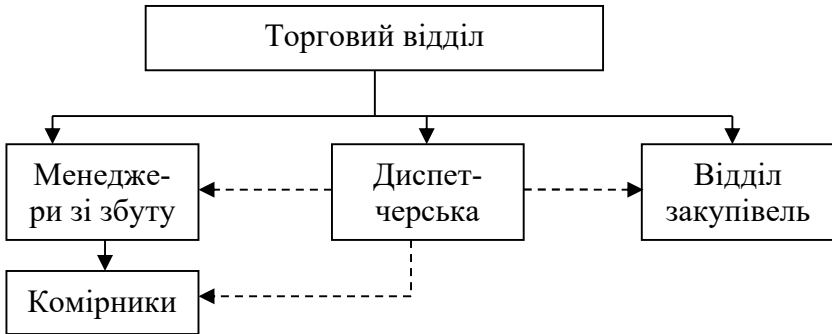 Торговий відділ
Менедже-
ри зі збуту
Диспет-
черська
Відділ
закупівель
Комірники